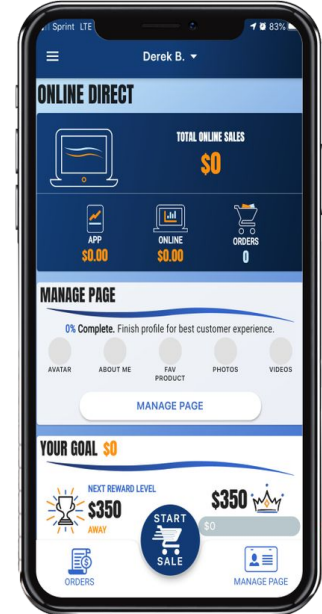 Sprint LTE 83%
Derek B.
ONLINE DIRECT
TOTAL ONLINE SALES
$0
APP ONLINE ORDERS
$0.00 $0.00 0
MANAGE PAGE
0% Complete. Finish profile for best customer experience.
AVATAR ABOUT ME FAV PRODUCT PHOTOS VIDEOS
MANAGE PAGE
YOUR GOAL $0
NEXT REWARD LEVEL
$350
AWAY
$350
$0
START
SALE
ORDERS MANAGE PAGE